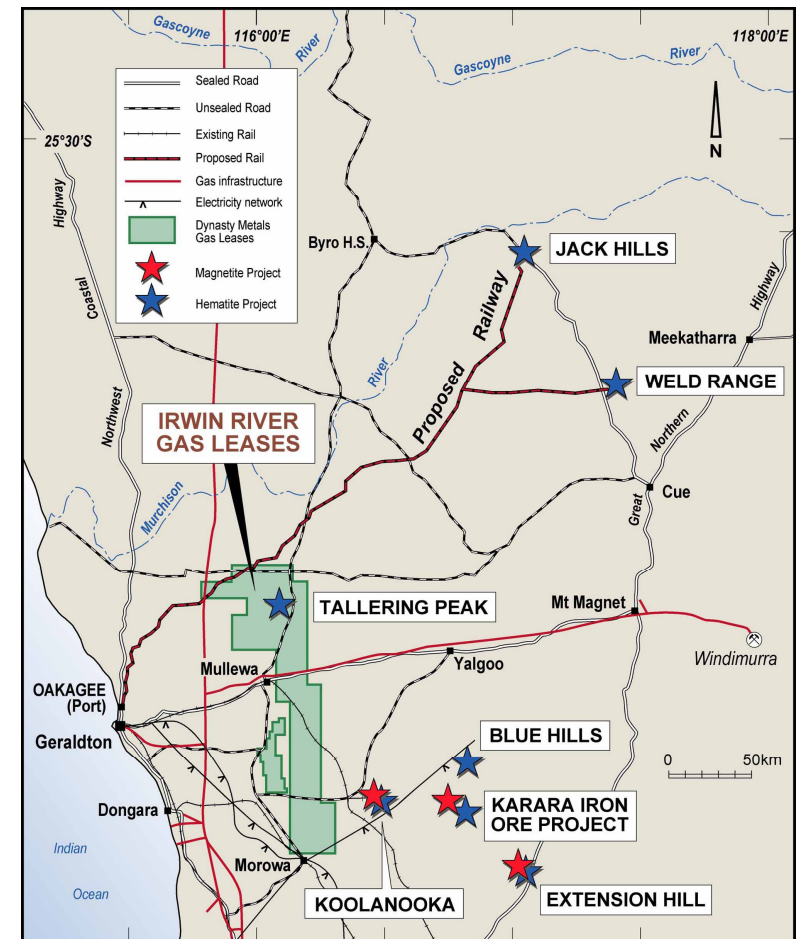 Gascoyne
River
116°00'E
Gascoyne
River
118°00'E
Sealed Road
Unsealed Road
Existing Rail
Proposed Rail
Gas infrastructure
Electricity network
Dynasty Metals
Gas Leases
Magnetite Project
Hematite Project
25°30'S
N
Highway
Coastal
Northwest
Byro H.S.
JACK HILLS
Highway
Northern
Great
Meekatharra
Proposed Railway
River
Murchison
WELD RANGE
IRWIN RIVER
GAS LEASES
Cue
TALLERING PEAK
Mt Magnet
Windimurra
Mullewa
Yalgoo
OAKAGEE
(Port)
Geraldton
BLUE HILLS
0 50km
KARARA IRON
ORE PROJECT
Dongara
Indian
Ocean
Morowa
KOOLANOOKA
EXTENSION HILL